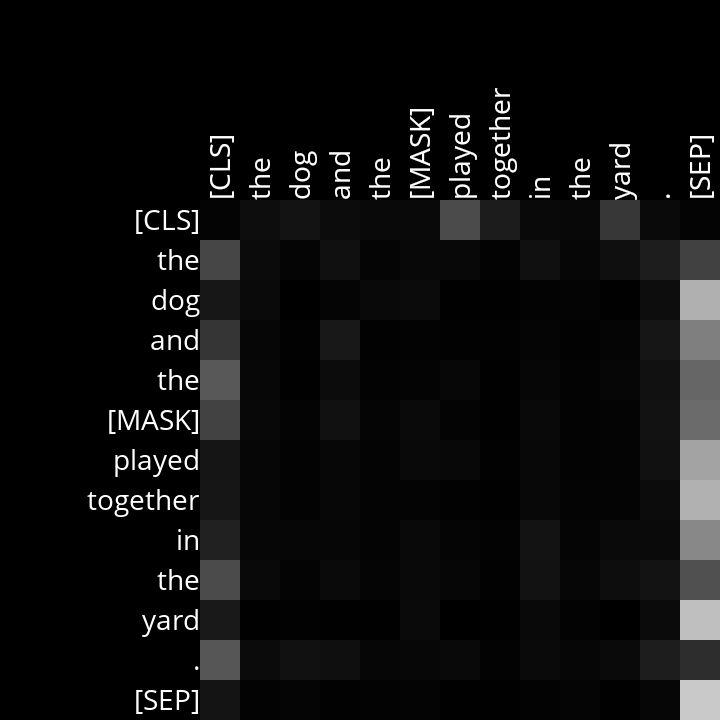 [CLS] the dog and the [MASK] played together in the yard . [SEP]
[CLS]
the
dog
and
the
[MASK]
played
together
in
the
yard
.
[SEP]